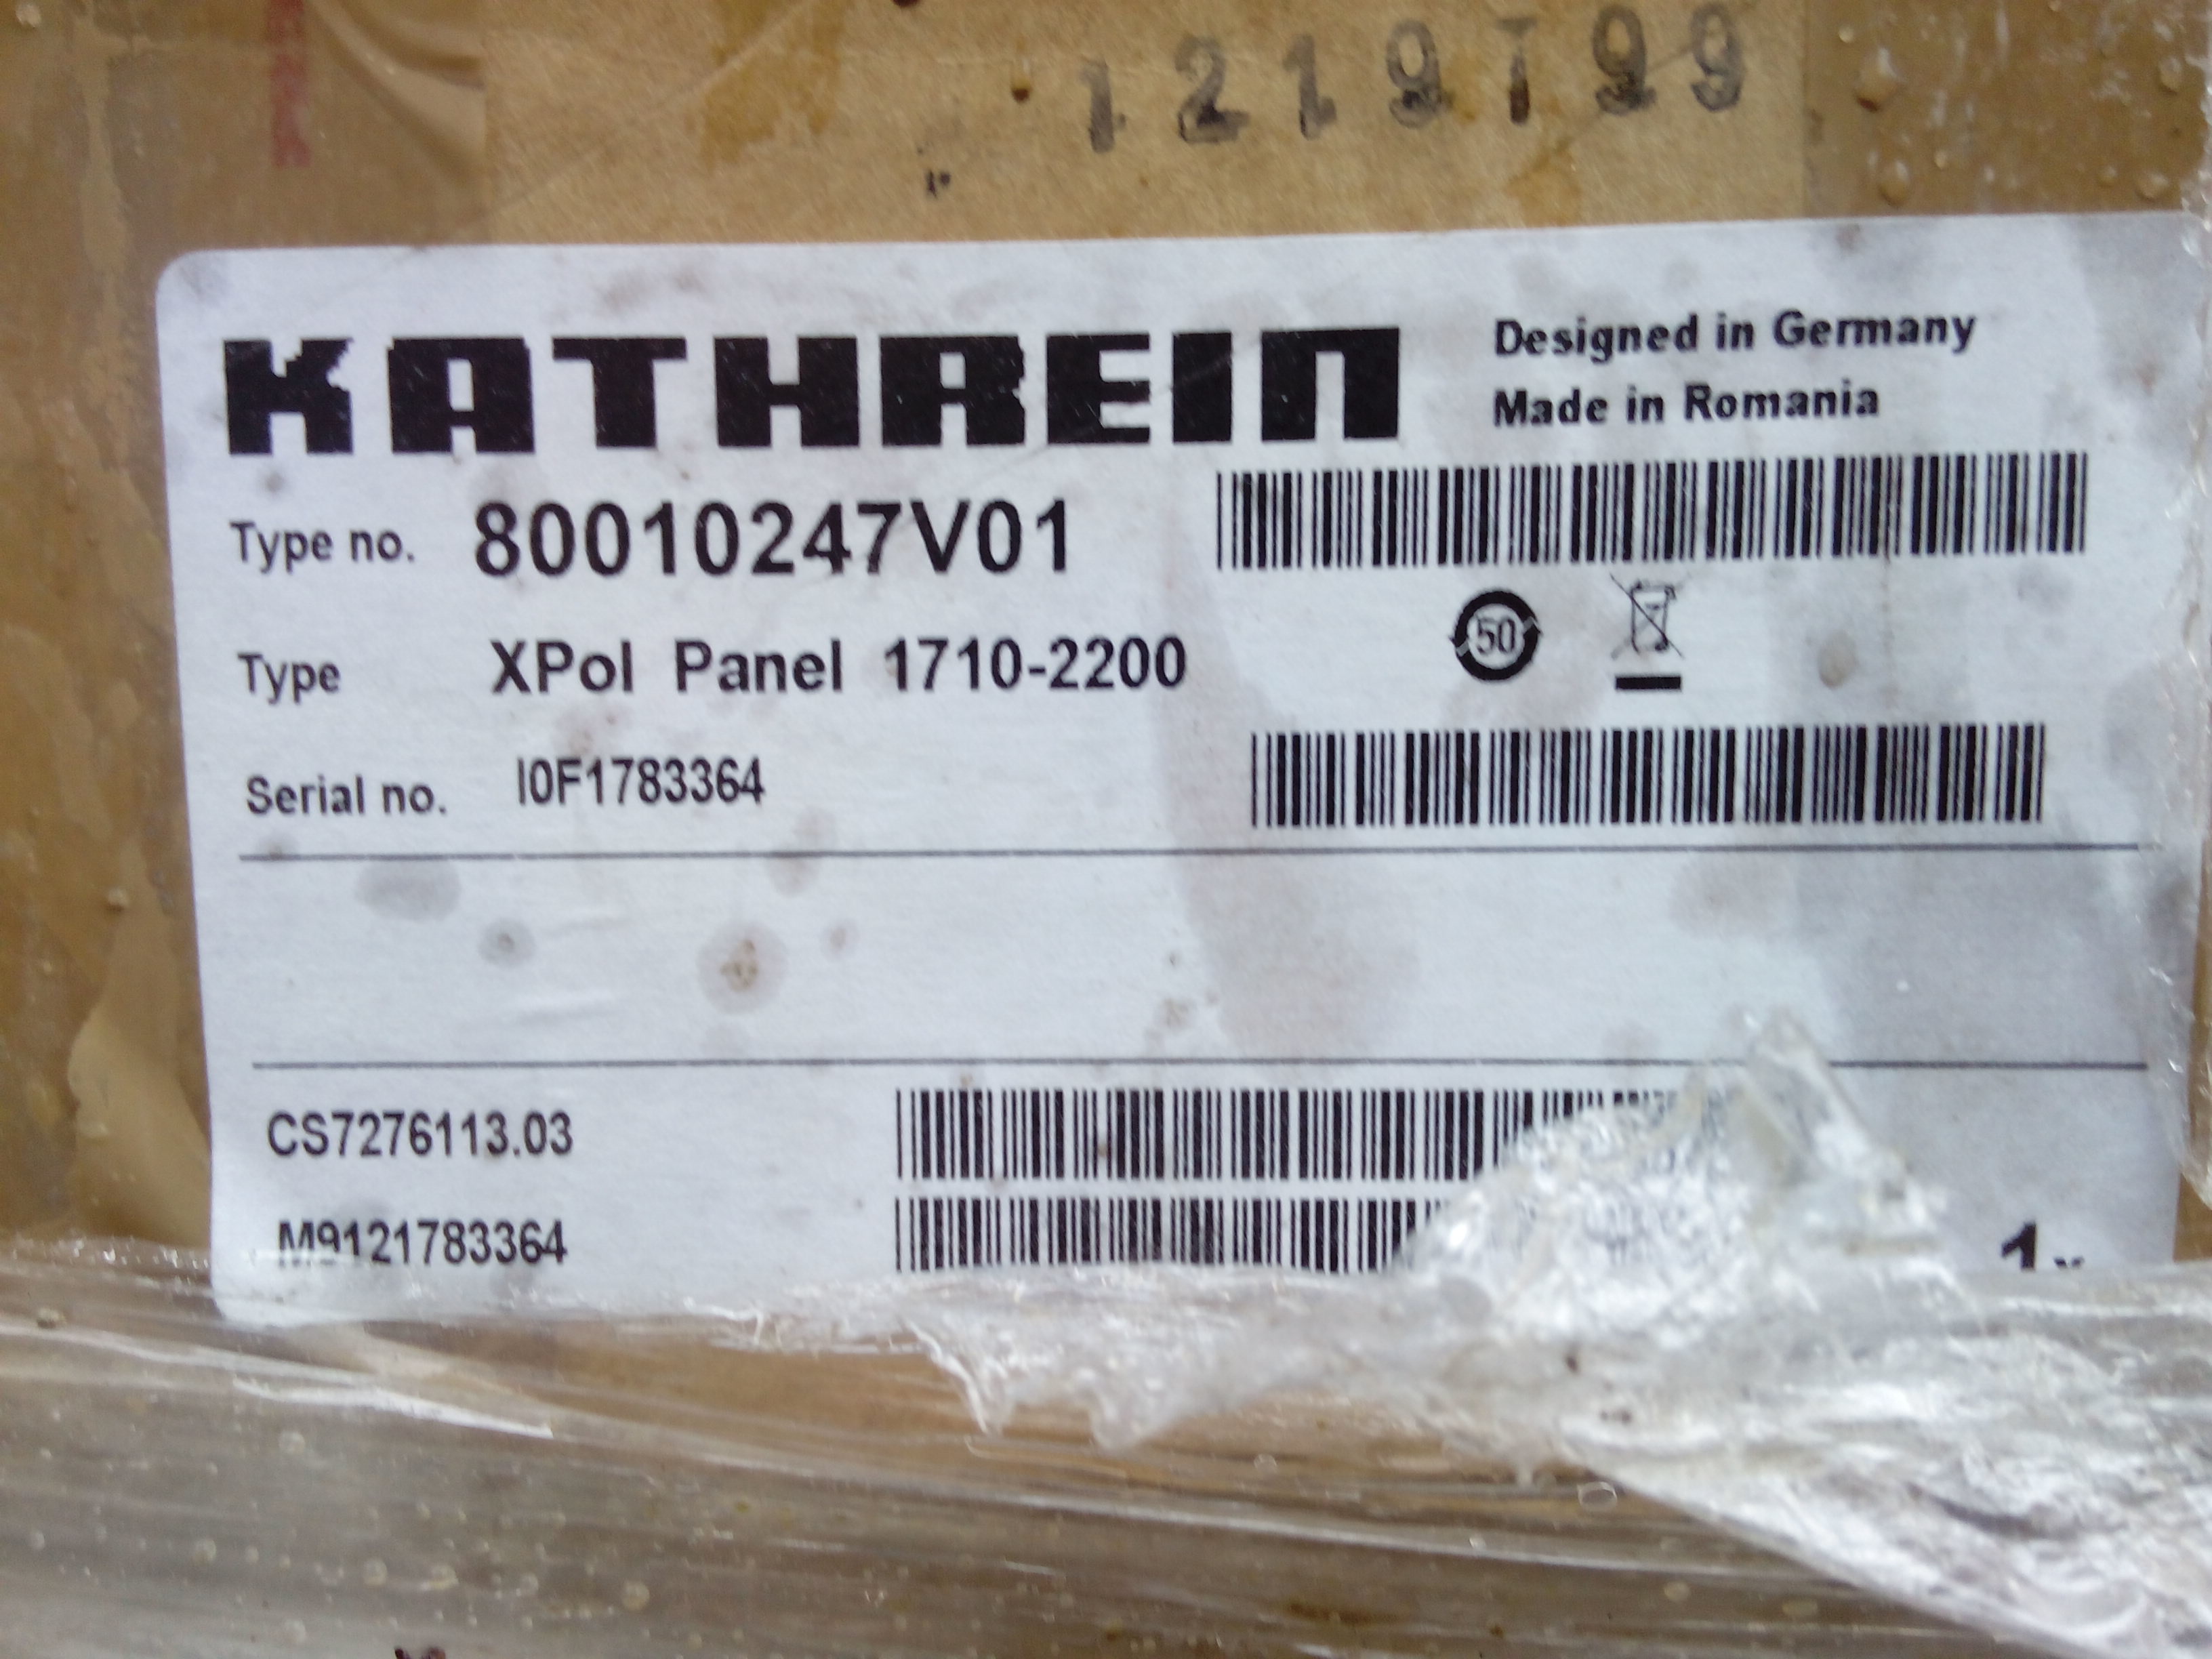 1219799
KATHREIN
Designed in Germany
Made in Romania
Type no. 80010247V01
50
Type XPol Panel 1710-2200
Serial no. I0F1783364
CS7276113.03
M9121783364
1